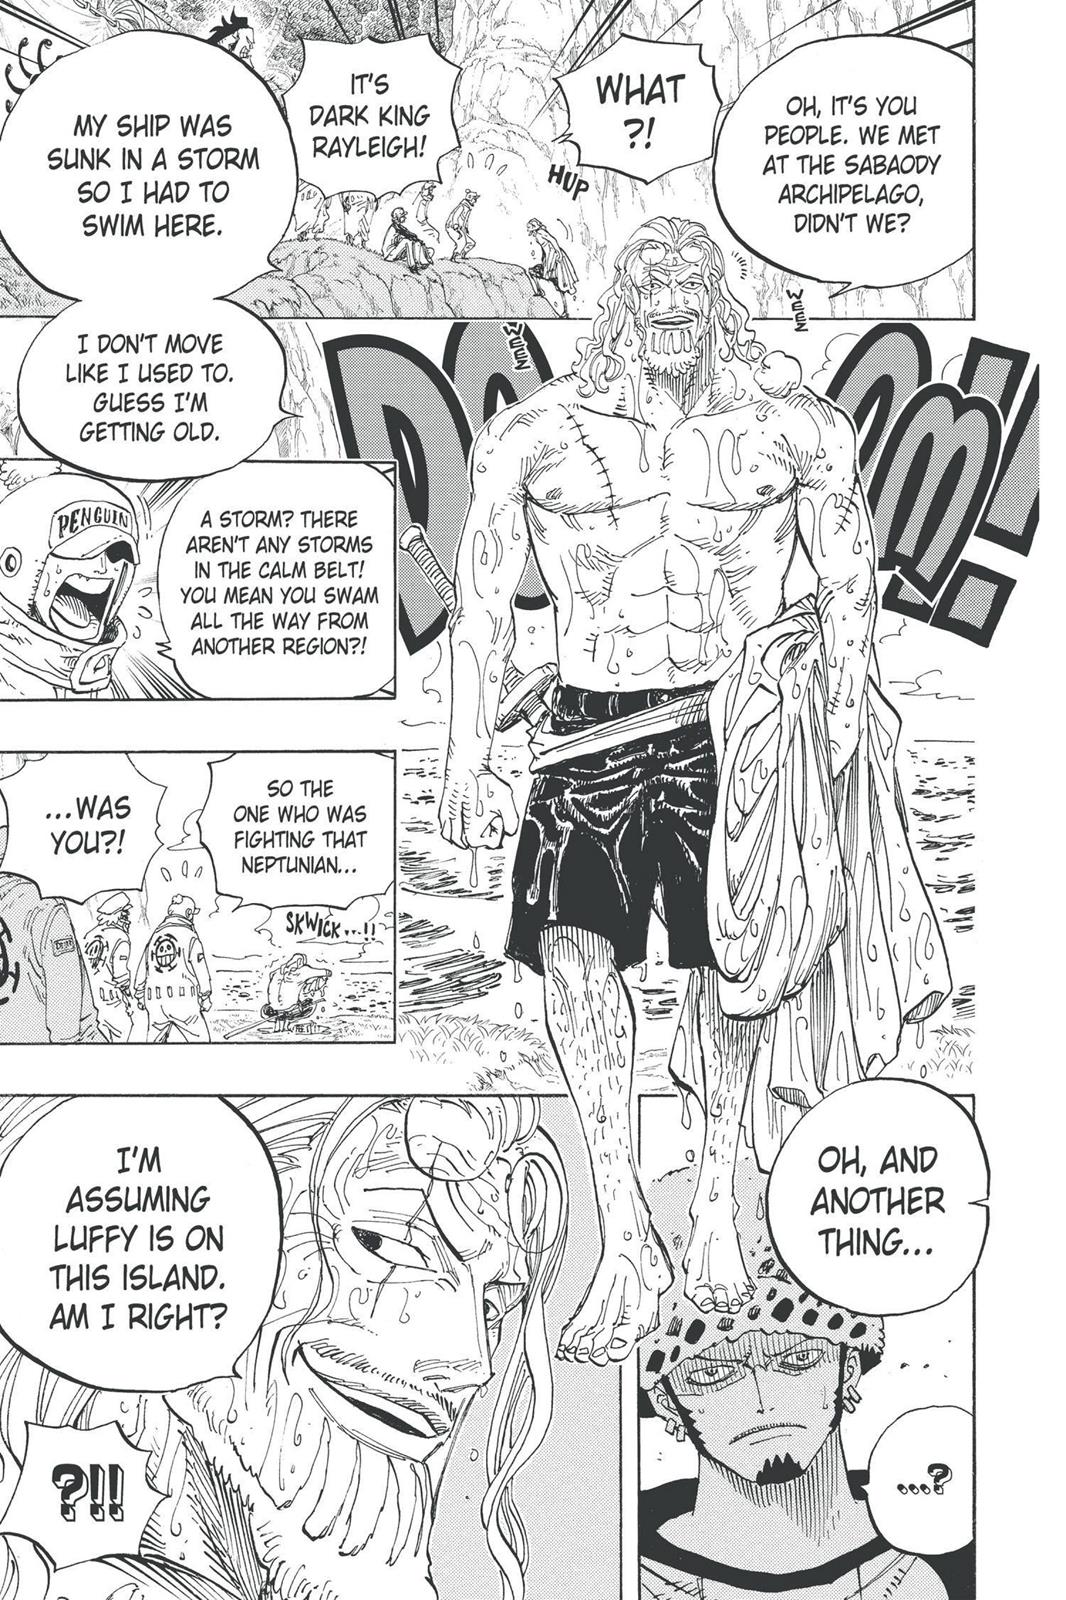 OH, IT'S YOU
PEOPLE. WE MET
AT THE SABAODY
ARCHIPELAGO,
DIDN'T WE?
WHAT
?!
IT'S
DARK KING
RAYLEIGH!
HUP
MY SHIP WAS
SUNK IN A STORM
SO I HAD TO
SWIM HERE.
I DON'T MOVE
LIKE I USED TO.
GUESS I'M
GETTING OLD.
WEEZ
WEEZ
DOOM!!
PENGUIN
A STORM? THERE
AREN'T ANY STORMS
IN THE CALM BELT!
YOU MEAN YOU SWAM
ALL THE WAY FROM
ANOTHER REGION?!
SO THE
ONE WHO WAS
FIGHTING THAT
NEPTUNIAN...
...WAS
YOU?!
SKWICK...!!
OH, AND
ANOTHER
THING...
....?
I'M
ASSUMING
LUFFY IS ON
THIS ISLAND.
AM I RIGHT?
?!!